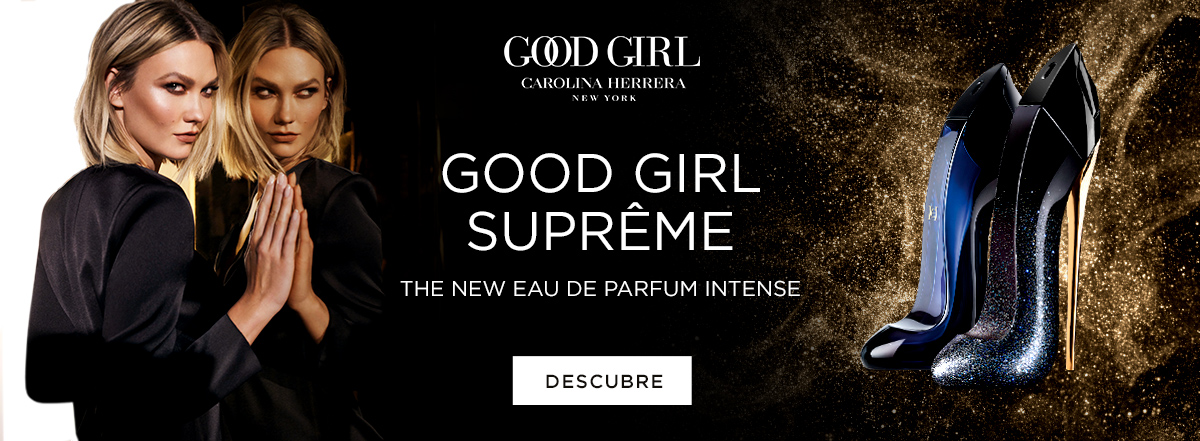 GOOD GIRL
CAROLINA HERRERA
NEW YORK
GOOD GIRL
SUPRÊME
THE NEW EAU DE PARFUM INTENSE
DESCUBRE